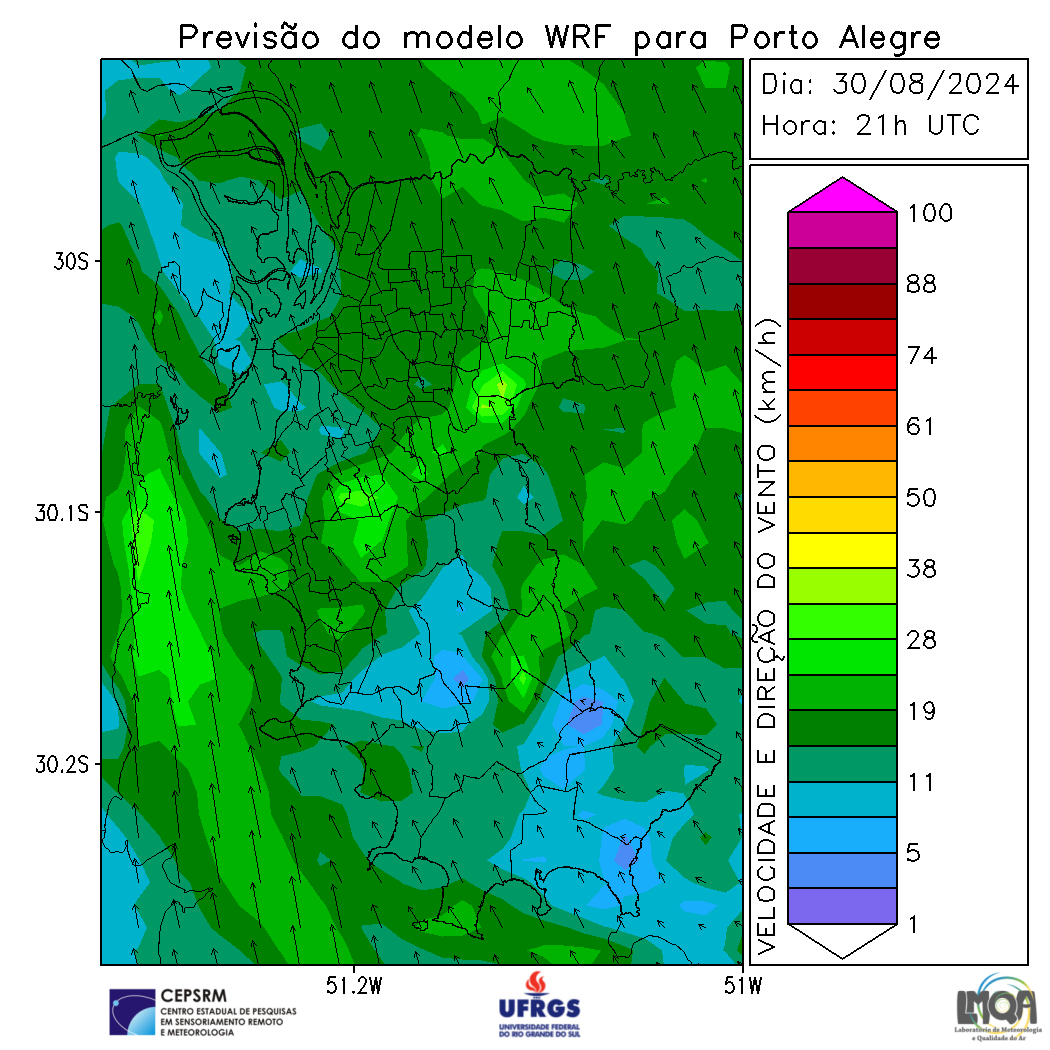 Previsão do modelo WRF para Porto Alegre
Dia: 30/08/2024
Hora: 21h UTC
30S
30.1S
30.2S
51.2W
51W
VELOCIDADE E DIREÇÃO DO VENTO (km/h)
100
88
74
61
50
38
28
19
11
5
1
CEPSRM
CENTRO ESTADUAL DE PESQUISAS
EM SENSORIAMENTO REMOTO
E METEOROLOGIA
UFRGS
UNIVERSIDADE FEDERAL
DO RIO GRANDE DO SUL
LMQA
Laboratório de Meteorologia
e Qualidade do Ar